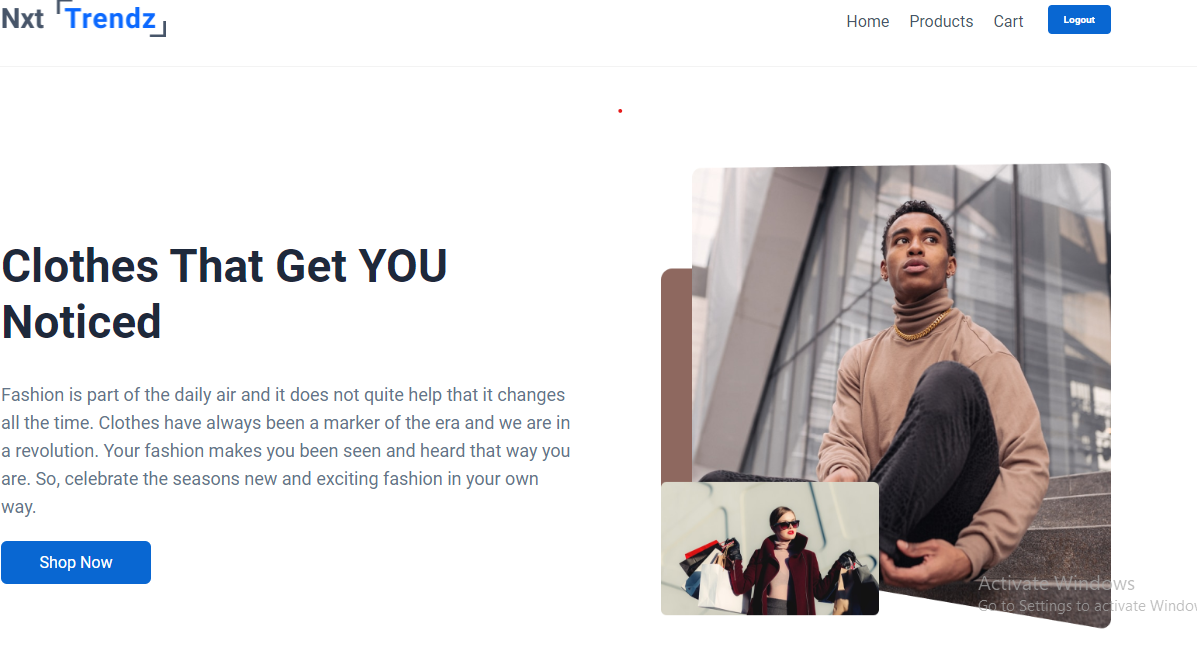 Nxt Trendz
Home Products Cart Logout
Clothes That Get YOU
Noticed
Fashion is part of the daily air and it does not quite help that it changes
all the time. Clothes have always been a marker of the era and we are in
a revolution. Your fashion makes you been seen and heard that way you
are. So, celebrate the seasons new and exciting fashion in your own
way.
Shop Now
Activate Windows
Go to Settings to activate Windo